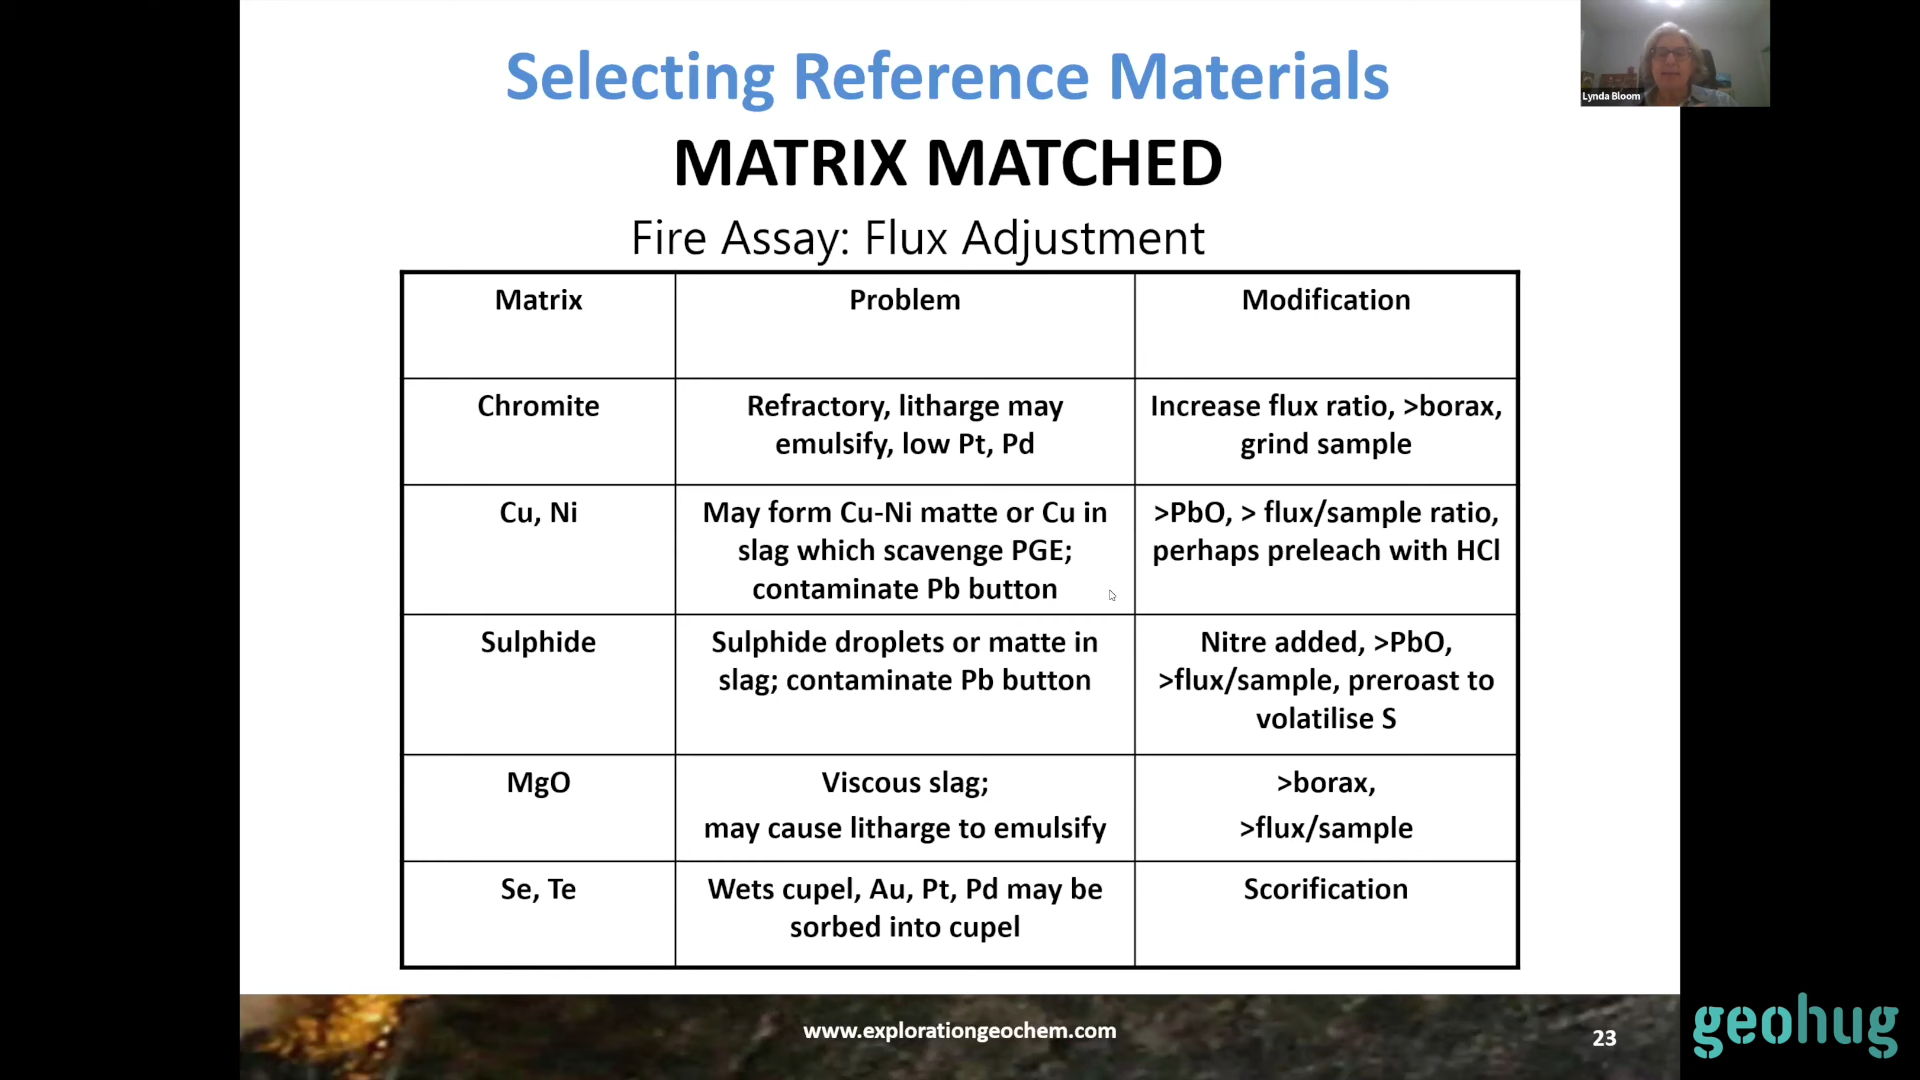 Selecting Reference Materials
Lynda Bloom
MATRIX MATCHED
Fire Assay: Flux Adjustment
Matrix
Problem
Modification
Chromite
Refractory, litharge may
emulsify, low Pt, Pd
Increase flux ratio, >borax,
grind sample
Cu, Ni
May form Cu-Ni matte or Cu in
slag which scavenge PGE;
contaminate Pb button
>PbO, > flux/sample ratio,
perhaps preleach with HCl
Sulphide
Sulphide droplets or matte in
slag; contaminate Pb button
Nitre added, >PbO,
>flux/sample, preroast to
volatilise S
MgO
Viscous slag;
may cause litharge to emulsify
>borax,
>flux/sample
Se, Te
Wets cupel, Au, Pt, Pd may be
sorbed into cupel
Scorification
www.explorationgeochem.com
23
geohug